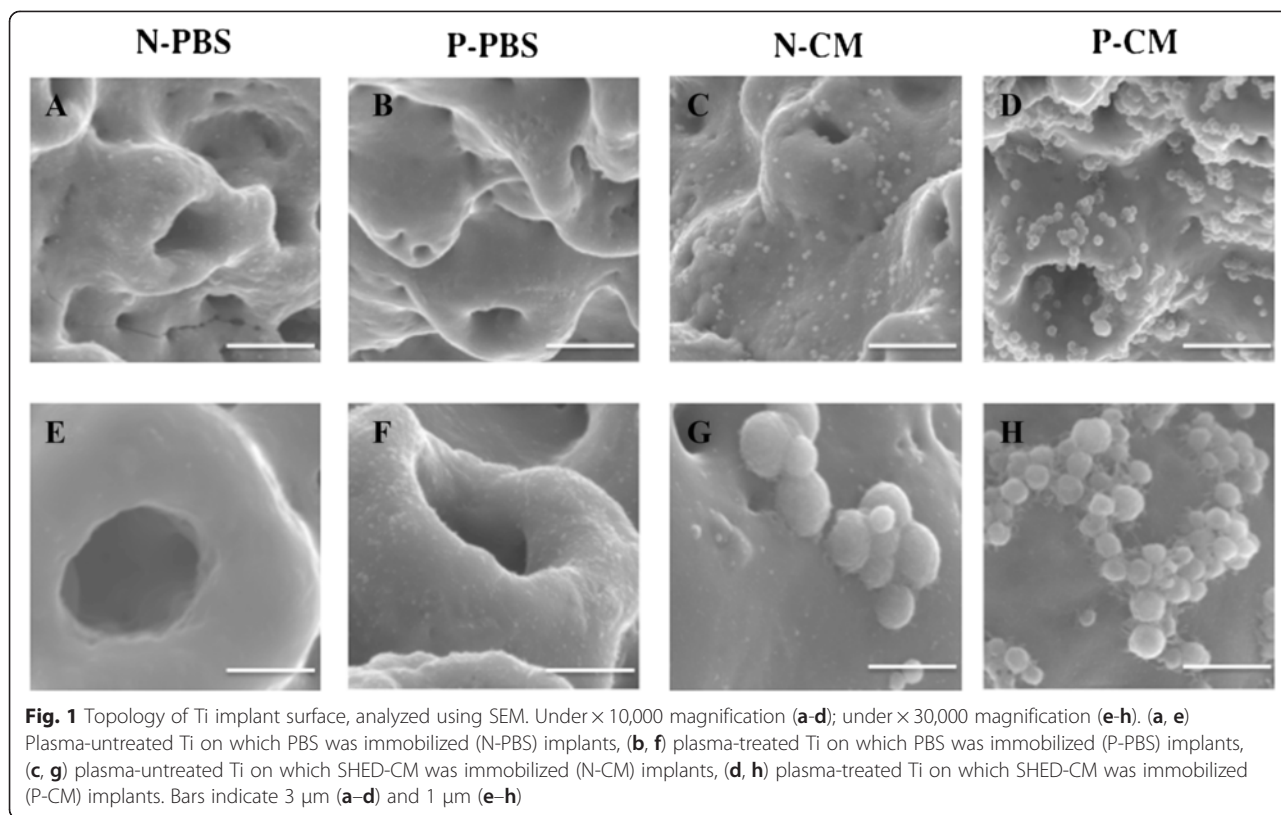 N-PBS P-PBS N-CM P-CM
A B C D
E F G H
Fig. 1 Topology of Ti implant surface, analyzed using SEM. Under × 10,000 magnification (a-d); under × 30,000 magnification (e-h). (a, e)
Plasma-untreated Ti on which PBS was immobilized (N-PBS) implants, (b, f) plasma-treated Ti on which PBS was immobilized (P-PBS) implants,
(c, g) plasma-untreated Ti on which SHED-CM was immobilized (N-CM) implants, (d, h) plasma-treated Ti on which SHED-CM was immobilized
(P-CM) implants. Bars indicate 3 μm (a–d) and 1 μm (e–h)